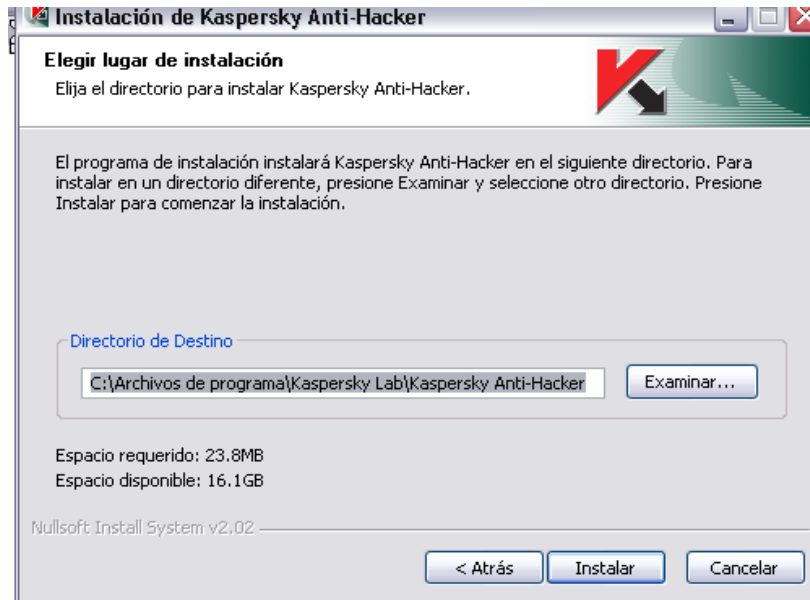 Instalación de Kaspersky Anti-Hacker
Elegir lugar de instalación
Elija el directorio para instalar Kaspersky Anti-Hacker.
El programa de instalación instalará Kaspersky Anti-Hacker en el siguiente directorio. Para
instalar en un directorio diferente, presione Examinar y seleccione otro directorio. Presione
Instalar para comenzar la instalación.
Directorio de Destino
C:\Archivos de programa\Kaspersky Lab\Kaspersky Anti-Hacker
Examinar...
Espacio requerido: 23.8MB
Espacio disponible: 16.1GB
Nullsoft Install System v2.02
< Atrás
Instalar
Cancelar